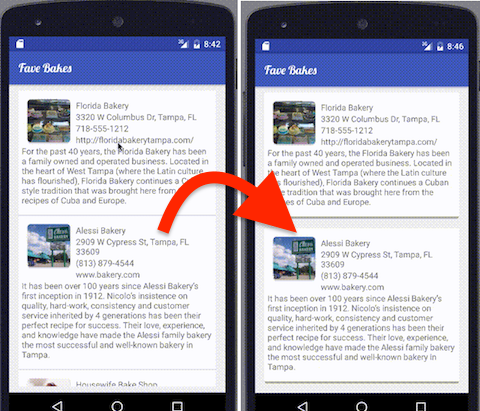 8:42
Fave Bakes
Florida Bakery
3320 W Columbus Dr, Tampa, FL
718-555-1212
http://floridabakerytampa.com/
For the past 40 years, the Florida Bakery has been
a family owned and operated business. Located in
the heart of West Tampa (where the Latin culture
has flourished), Florida Bakery continues a Cuban
style tradition that was brought here from the
recipes of Cuba and Europe.
Alessi Bakery
2909 W Cypress St, Tampa, FL
33609
(813) 879-4544
www.bakery.com
It has been over 100 years since Alessi Bakery's
first inception in 1912. Nicolo's insistence on
quality, hard-work, consistency and customer
service inherited by 4 generations has been their
perfect recipe for success. Their love, experience,
and knowledge have made the Alessi family bakery
the most successful and well-known bakery in
Tampa.
Housewife Bake Shop
8:46
Fave Bakes
Florida Bakery
3320 W Columbus Dr, Tampa, FL
718-555-1212
http://floridabakerytampa.com/
For the past 40 years, the Florida Bakery has been
a family owned and operated business. Located in
the heart of West Tampa (where the Latin culture
has flourished), Florida Bakery continues a Cuban
style tradition that was brought here from the
recipes of Cuba and Europe.
Alessi Bakery
2909 W Cypress St, Tampa, FL
33609
(813) 879-4544
www.bakery.com
It has been over 100 years since Alessi Bakery's
first inception in 1912. Nicolo's insistence on
quality, hard-work, consistency and customer
service inherited by 4 generations has been their
perfect recipe for success. Their love, experience,
and knowledge have made the Alessi family bakery
the most successful and well-known bakery in
Tampa.